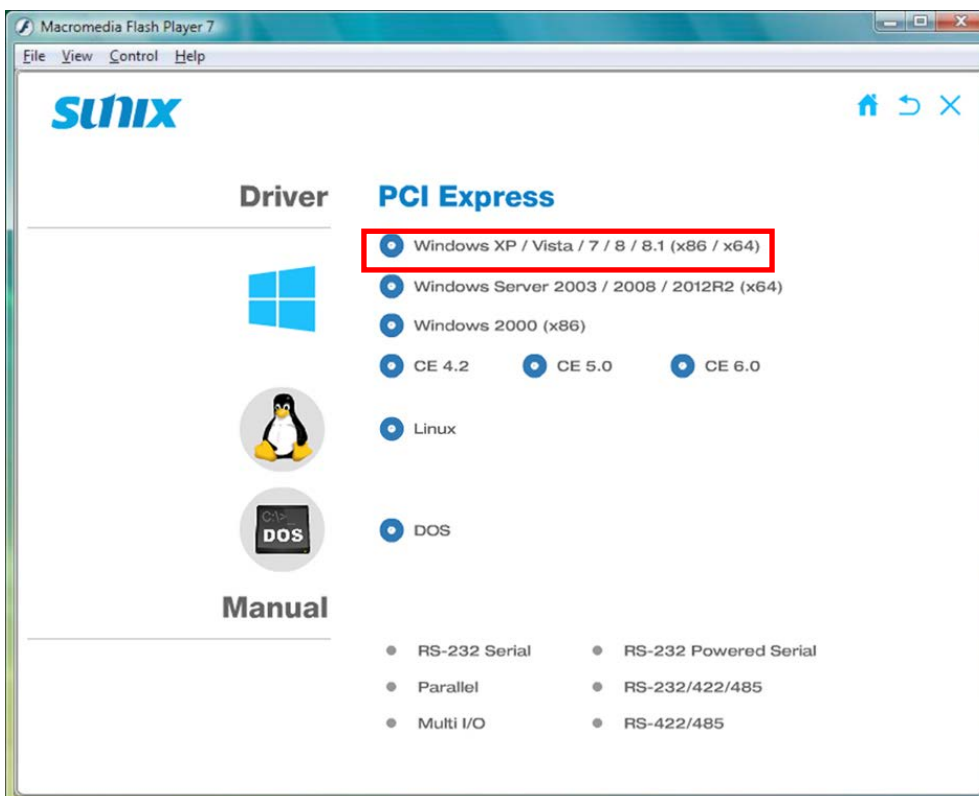 Macromedia Flash Player 7
File View Control Help
SUNIX
Driver PCI Express
Windows XP / Vista / 7 / 8 / 8.1 (x86 / x64)
Windows Server 2003 / 2008 / 2012R2 (x64)
Windows 2000 (x86)
CE 4.2 CE 5.0 CE 6.0
Linux
C:\>_
DOS DOS
Manual
RS-232 Serial RS-232 Powered Serial
Parallel RS-232/422/485
Multi I/O RS-422/485